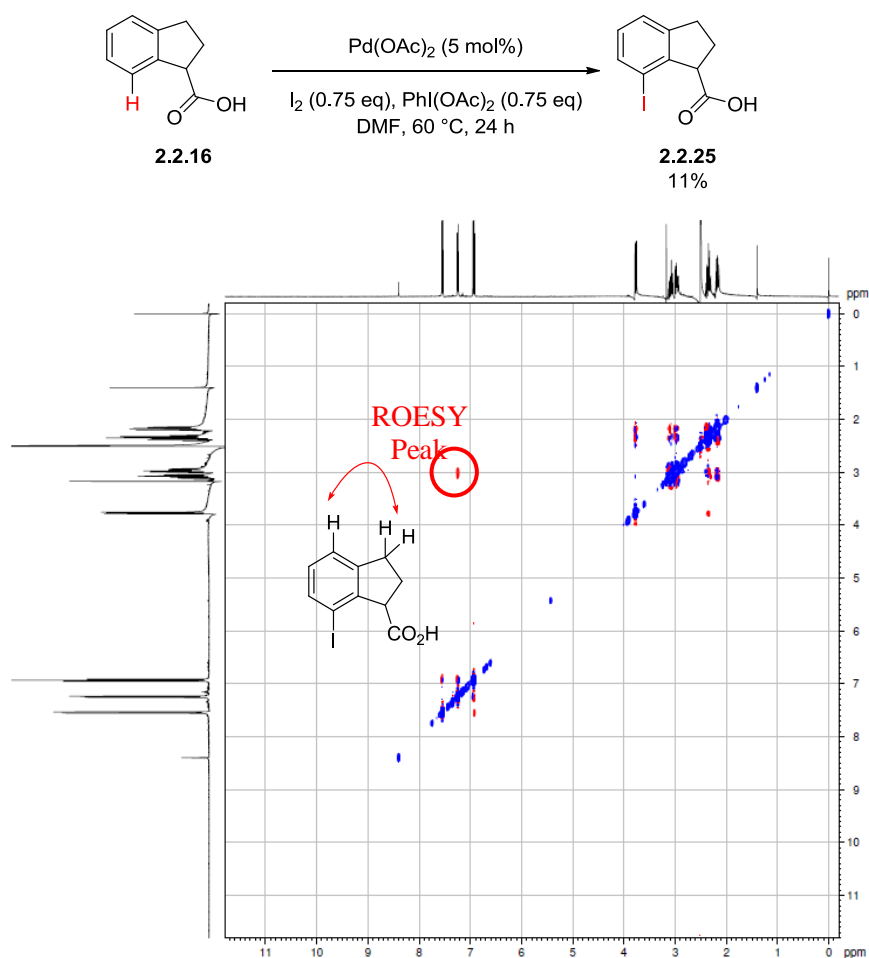 Pd(OAc)₂ (5 mol%)
I₂ (0.75 eq), PhI(OAc)₂ (0.75 eq)
DMF, 60 °C, 24 h
H
O
OH
2.2.16
I
O
OH
2.2.25
11%
ppm
0
1
2
3
4
5
6
7
8
9
10
11
ROESY
Peak
H
H
H
I
CO₂H
11 10 9 8 7 6 5 4 3 2 1 0 ppm